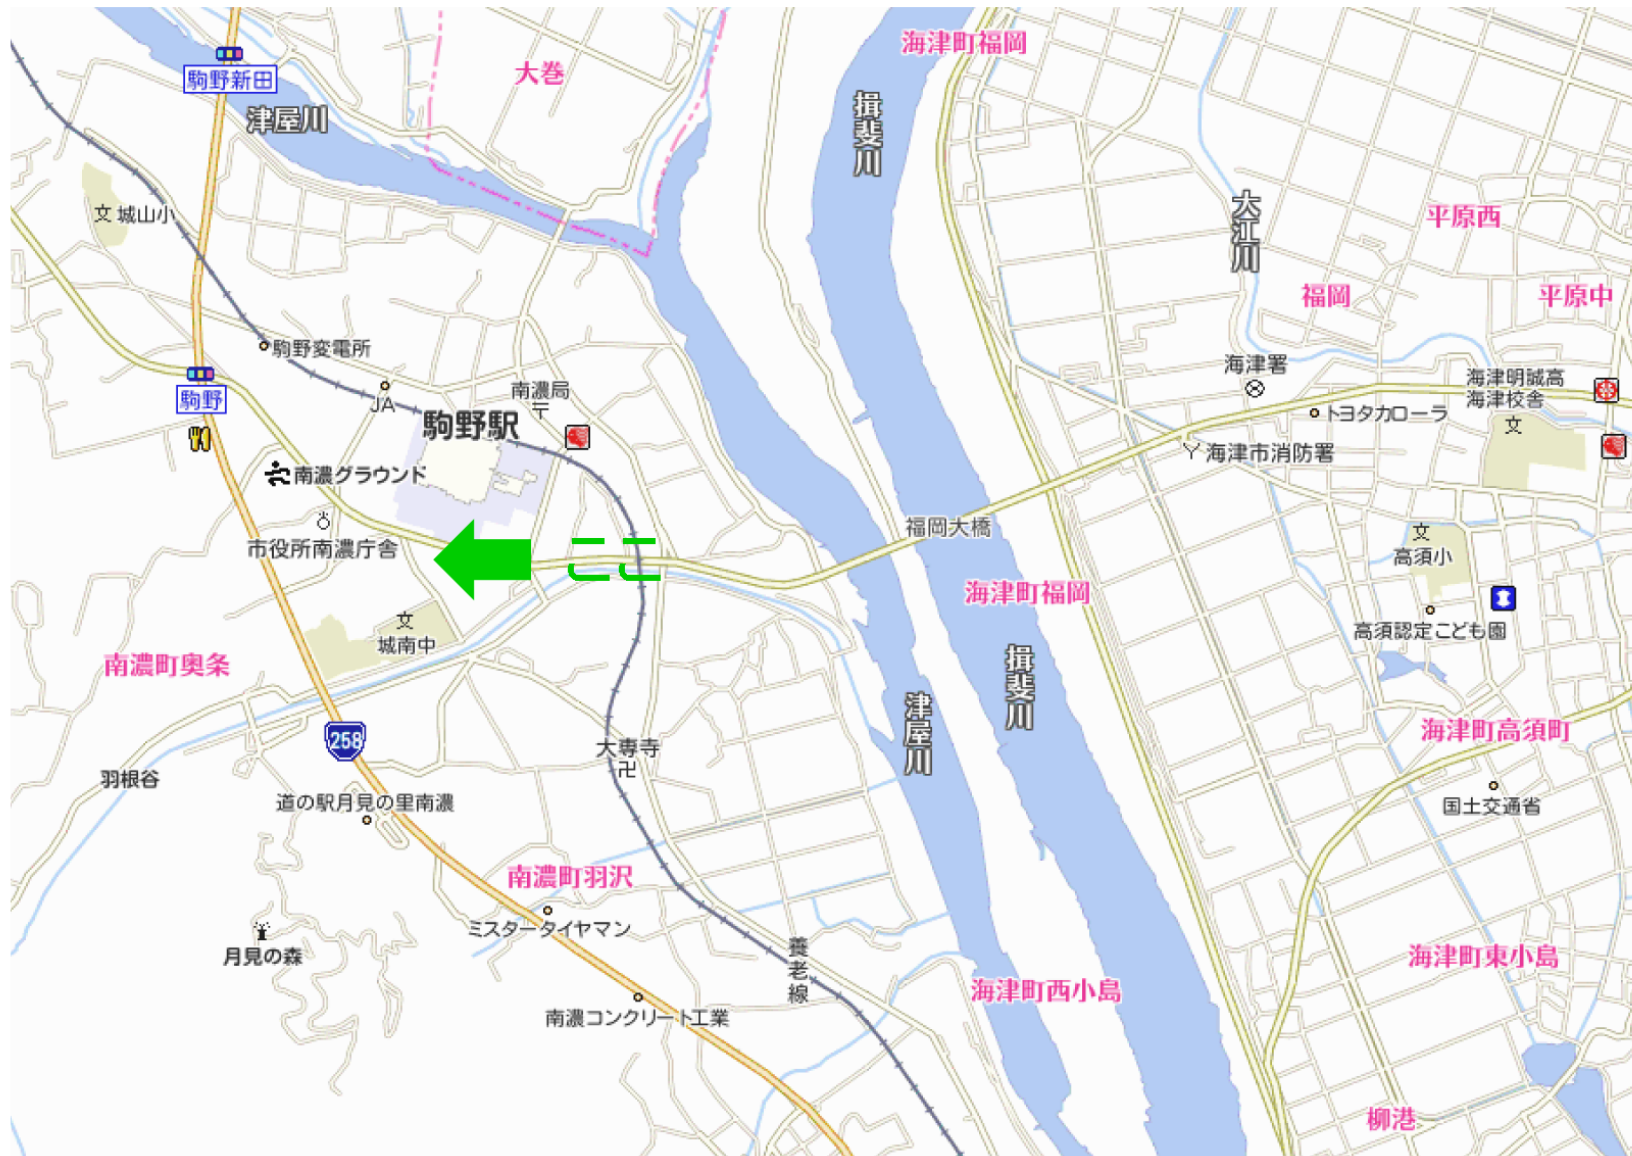 海津町福岡
大巻
駒野新田
津屋川
揖斐川
大江川
平原西
文 城山小
福岡
平原中
駒野変電所
海津署
海津明誠高
海津校舎
文
南濃局
JA
駒野
駒野駅
トヨタカローラ
海津市消防署
南濃グラウンド
福岡大橋
市役所南濃庁舎
文
高須小
海津町福岡
高須認定こども園
文
城南中
南濃町奥条
揖斐川
津屋川
海津町高須町
258
大専寺
羽根谷
道の駅月見の里南濃
国土交通省
南濃町羽沢
ミスタータイヤマン
月見の森
養老線
海津町東小島
海津町西小島
南濃コンクリート工業
柳港